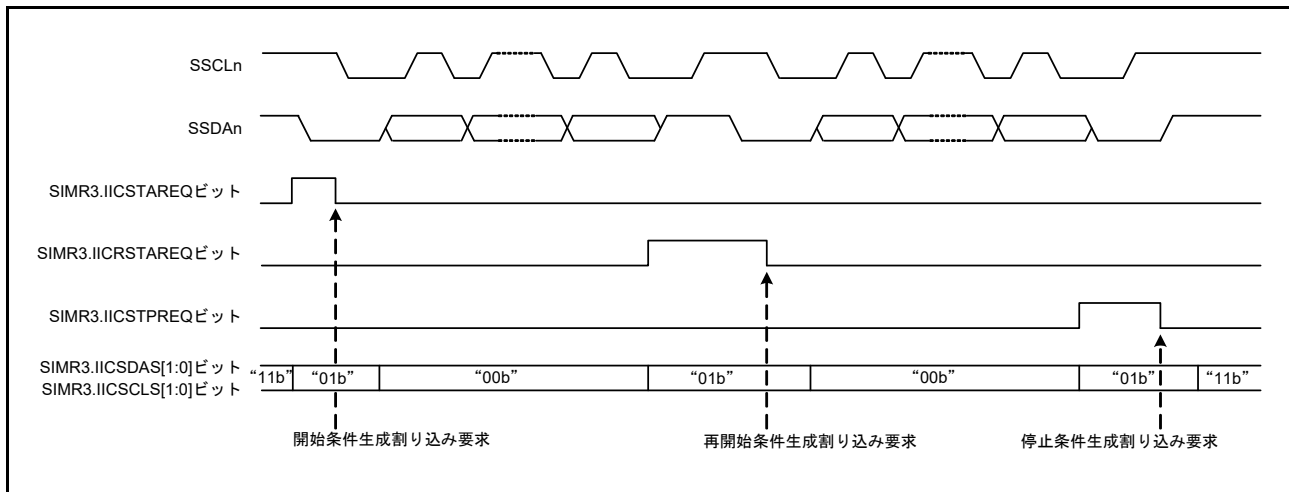 SSCLn
SSDAn
SIMR3.IICSTAREQビット
SIMR3.IICRSTAREQビット
SIMR3.IICSTPREQビット
SIMR3.IICSDAS[1:0]ビット
SIMR3.IICSCLS[1:0]ビット
“11b” “01b” “00b” “01b” “00b” “01b” “11b”
開始条件生成割り込み要求 再開始条件生成割り込み要求 停止条件生成割り込み要求